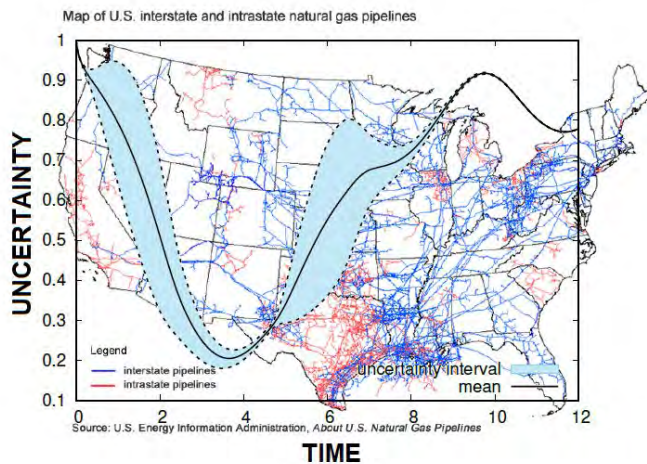 Map of U.S. interstate and intrastate natural gas pipelines
1
0.9
0.8
0.7
0.6
0.5
0.4
0.3
0.2
0.1
UNCERTAINTY
Legend
interstate pipelines
intrastate pipelines
uncertainty interval
mean
0 2 4 6 8 10 12
Source: U.S. Energy Information Administration, About U.S. Natural Gas Pipelines
TIME